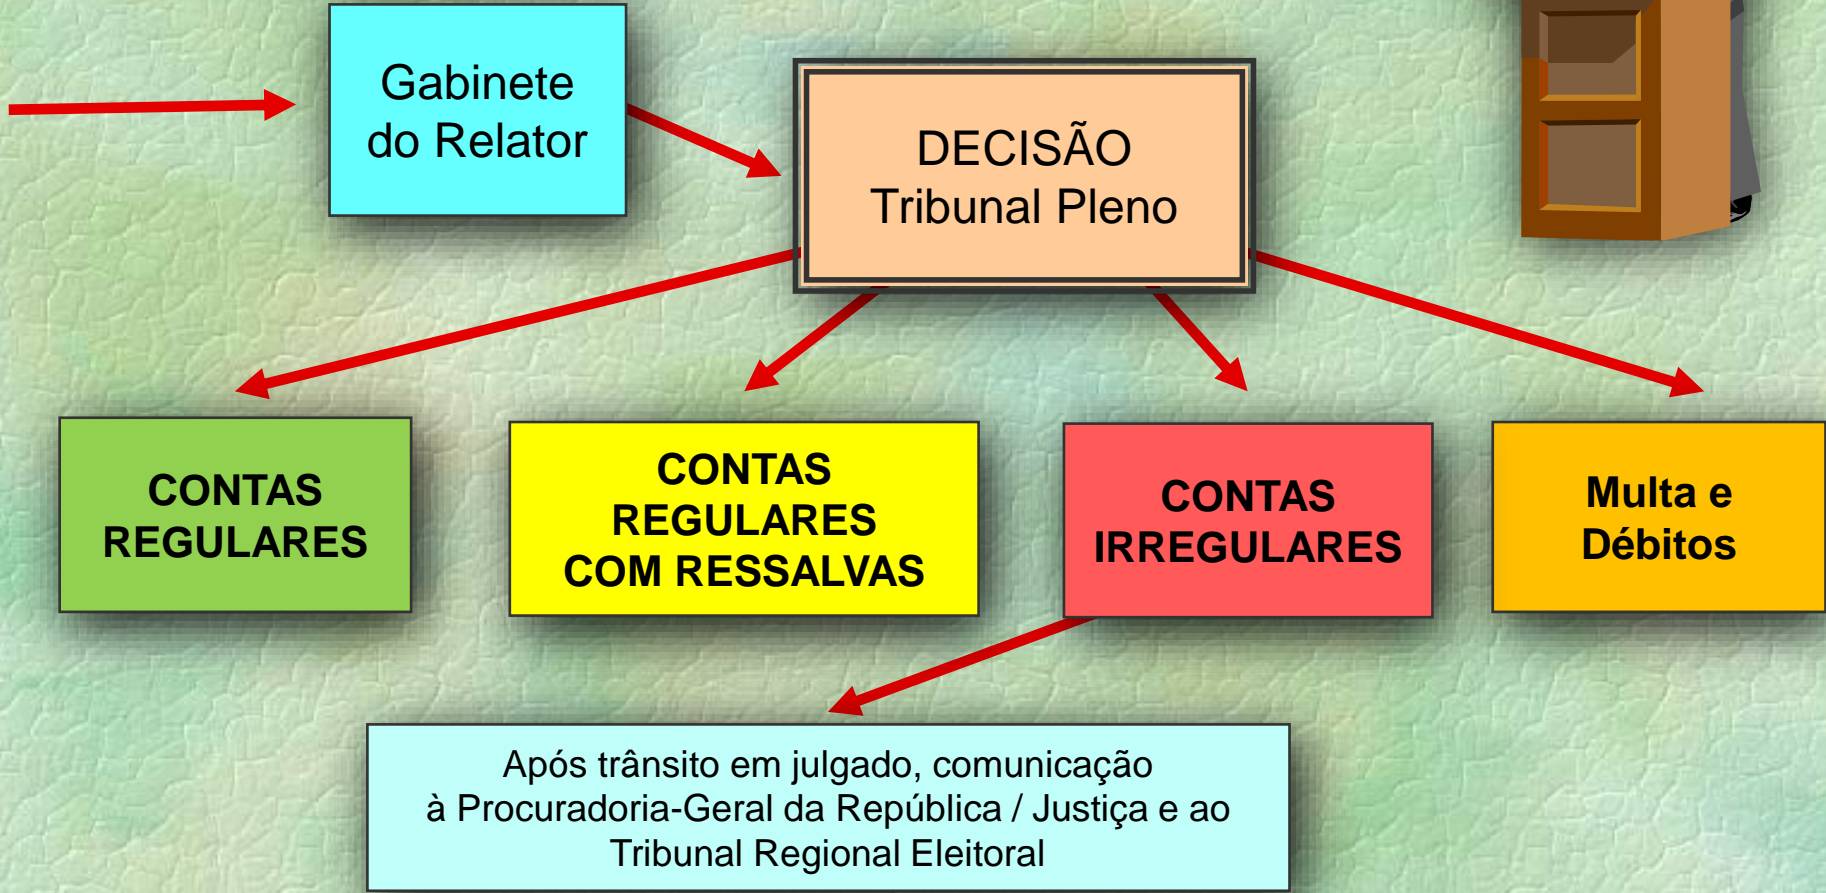 Gabinete
do Relator
DECISÃO
Tribunal Pleno
CONTAS
REGULARES
CONTAS
REGULARES
COM RESSALVAS
CONTAS
IRREGULARES
Multa e
Débitos
Após trânsito em julgado, comunicação
à Procuradoria-Geral da República / Justiça e ao
Tribunal Regional Eleitoral